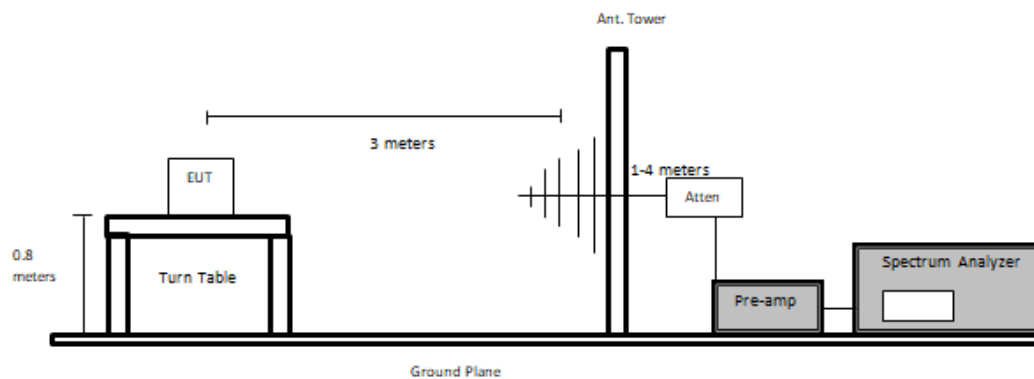 Ant. Tower
3 meters
EUT
1-4 meters
Atten
0.8
meters
Turn Table
Spectrum Analyzer
Pre-amp
Ground Plane